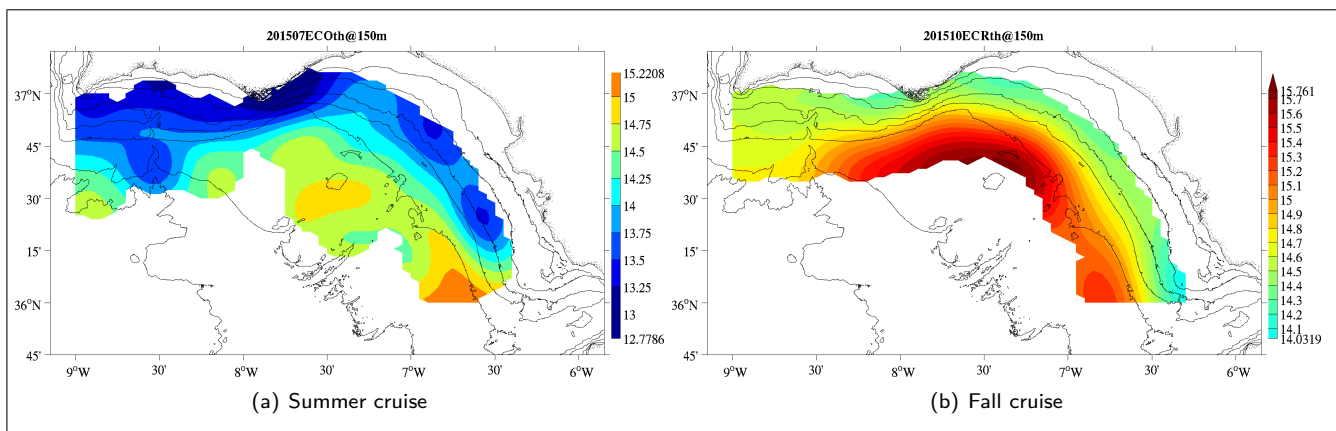 201507ECOth@150m
37°N
45'
30'
15'
36°N
45'
9°W
30'
8°W
30'
7°W
30'
6°W
15.2208
15
14.75
14.5
14.25
14
13.75
13.5
13.25
13
12.7786
(a) Summer cruise
201510ECRth@150m
37°N
45'
30'
15'
36°N
45'
9°W
30'
8°W
30'
7°W
30'
6°W
15.761
15.7
15.6
15.5
15.4
15.3
15.2
15.1
15
14.9
14.8
14.7
14.6
14.5
14.4
14.3
14.2
14.1
14.0319
(b) Fall cruise